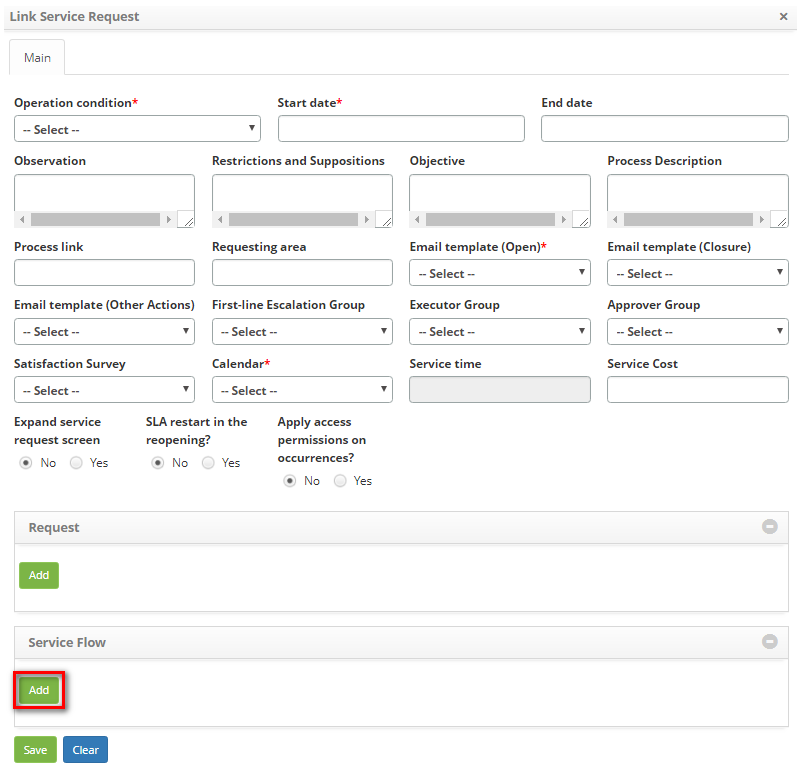 Link Service Request ×
Main
Operation condition* Start date* End date
-- Select --
Observation Restrictions and Suppositions Objective Process Description
Process link Requesting area Email template (Open)* Email template (Closure)
-- Select -- -- Select --
Email template (Other Actions) First-line Escalation Group Executor Group Approver Group
-- Select -- -- Select -- -- Select -- -- Select --
Satisfaction Survey Calendar* Service time Service Cost
-- Select -- -- Select --
Expand service request screen
No Yes
SLA restart in the reopening?
No Yes
Apply access permissions on occurrences?
No Yes
Request
Add
Service Flow
Add
Save Clear